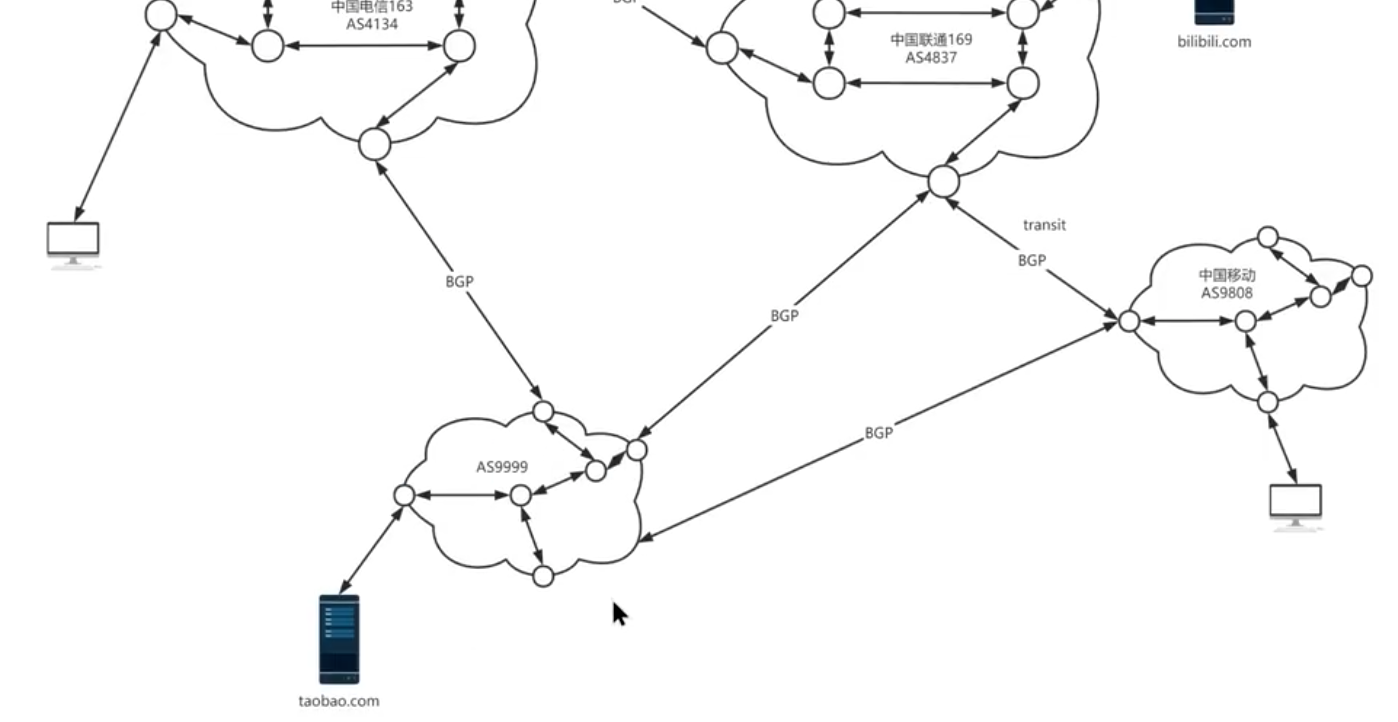 中国电信163
AS4134
BGP
中国联通169
AS4837
bilibili.com
transit
BGP
BGP
BGP
中国移动
AS9808
BGP
AS9999
taobao.com